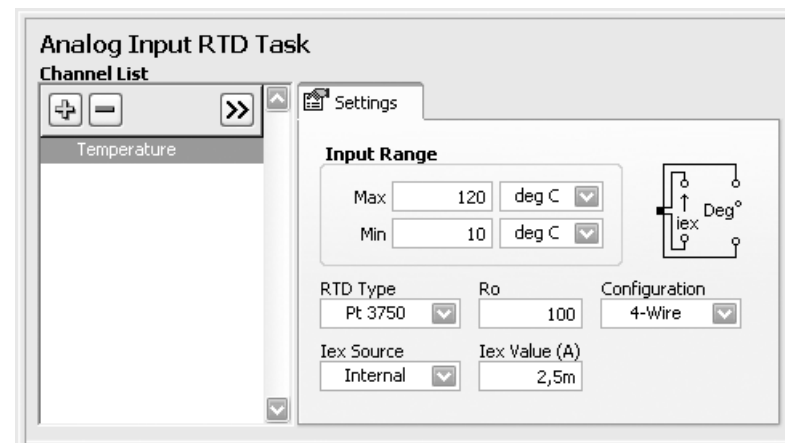 Analog Input RTD Task
Channel List
Settings
Temperature
Input Range
Max 120 deg C
Min 10 deg C
iex Deg°
RTD Type Ro Configuration
Pt 3750 100 4-Wire
Iex Source Iex Value (A)
Internal 2,5m